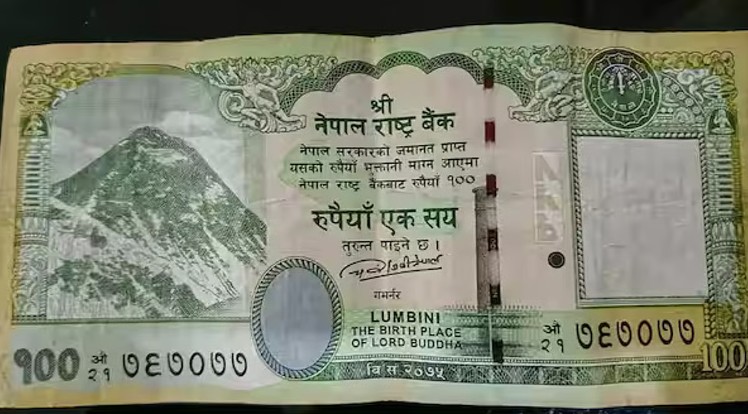 श्री
नेपाल राष्ट्र बैंक
नेपाल सरकारको जमानत प्राप्त
यसको रुपैयाँ भुक्तानी माग्न आएमा
नेपाल राष्ट्र बैंकबाट रुपैयाँ १००
रुपैयाँ एक सय
तुरुन्त पाइने छ।
गभर्नर
LUMBINI
THE BIRTH PLACE
OF LORD BUDDHA
वि सं २०७५
१००
औ
२१ ७६७०७७
NRB
औ
२१ ७६७०७७
100